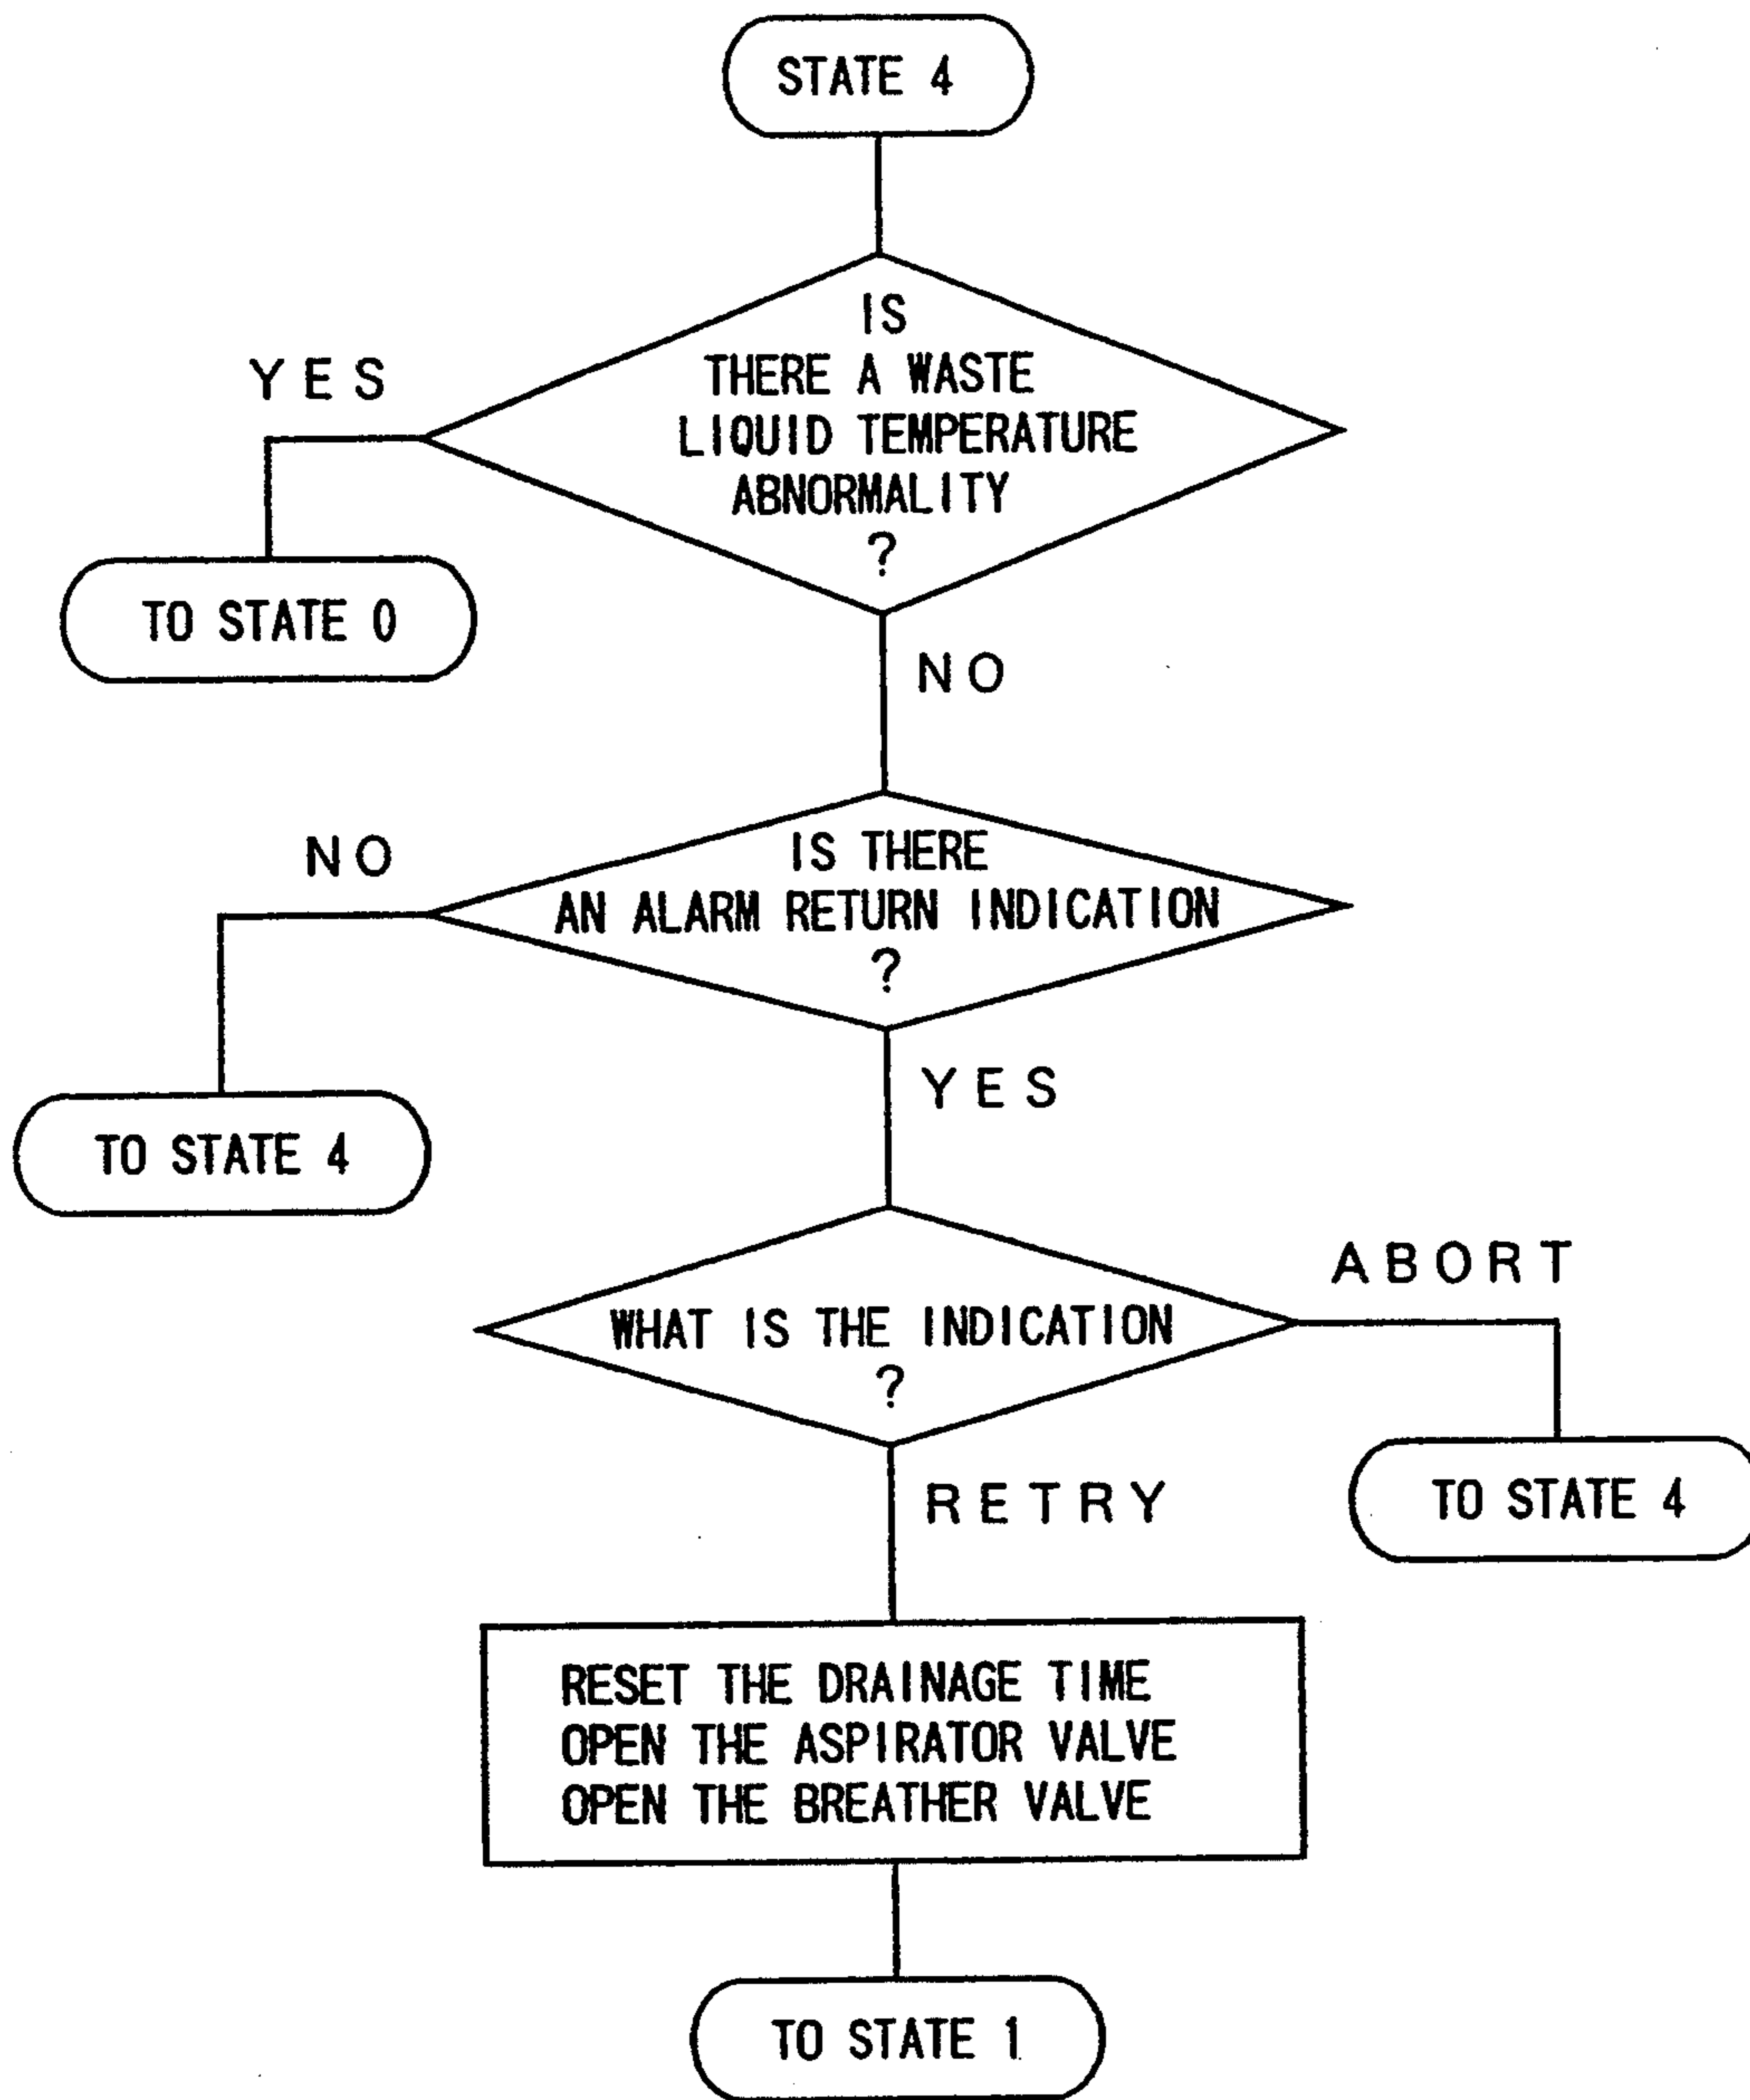 STATE 4
IS
THERE A WASTE
LIQUID TEMPERATURE
ABNORMALITY
?
YES
TO STATE 0
NO
IS THERE
AN ALARM RETURN INDICATION
?
NO
TO STATE 4
YES
WHAT IS THE INDICATION
?
ABORT
TO STATE 4
RETRY
RESET THE DRAINAGE TIME
OPEN THE ASPIRATOR VALVE
OPEN THE BREATHER VALVE
TO STATE 1